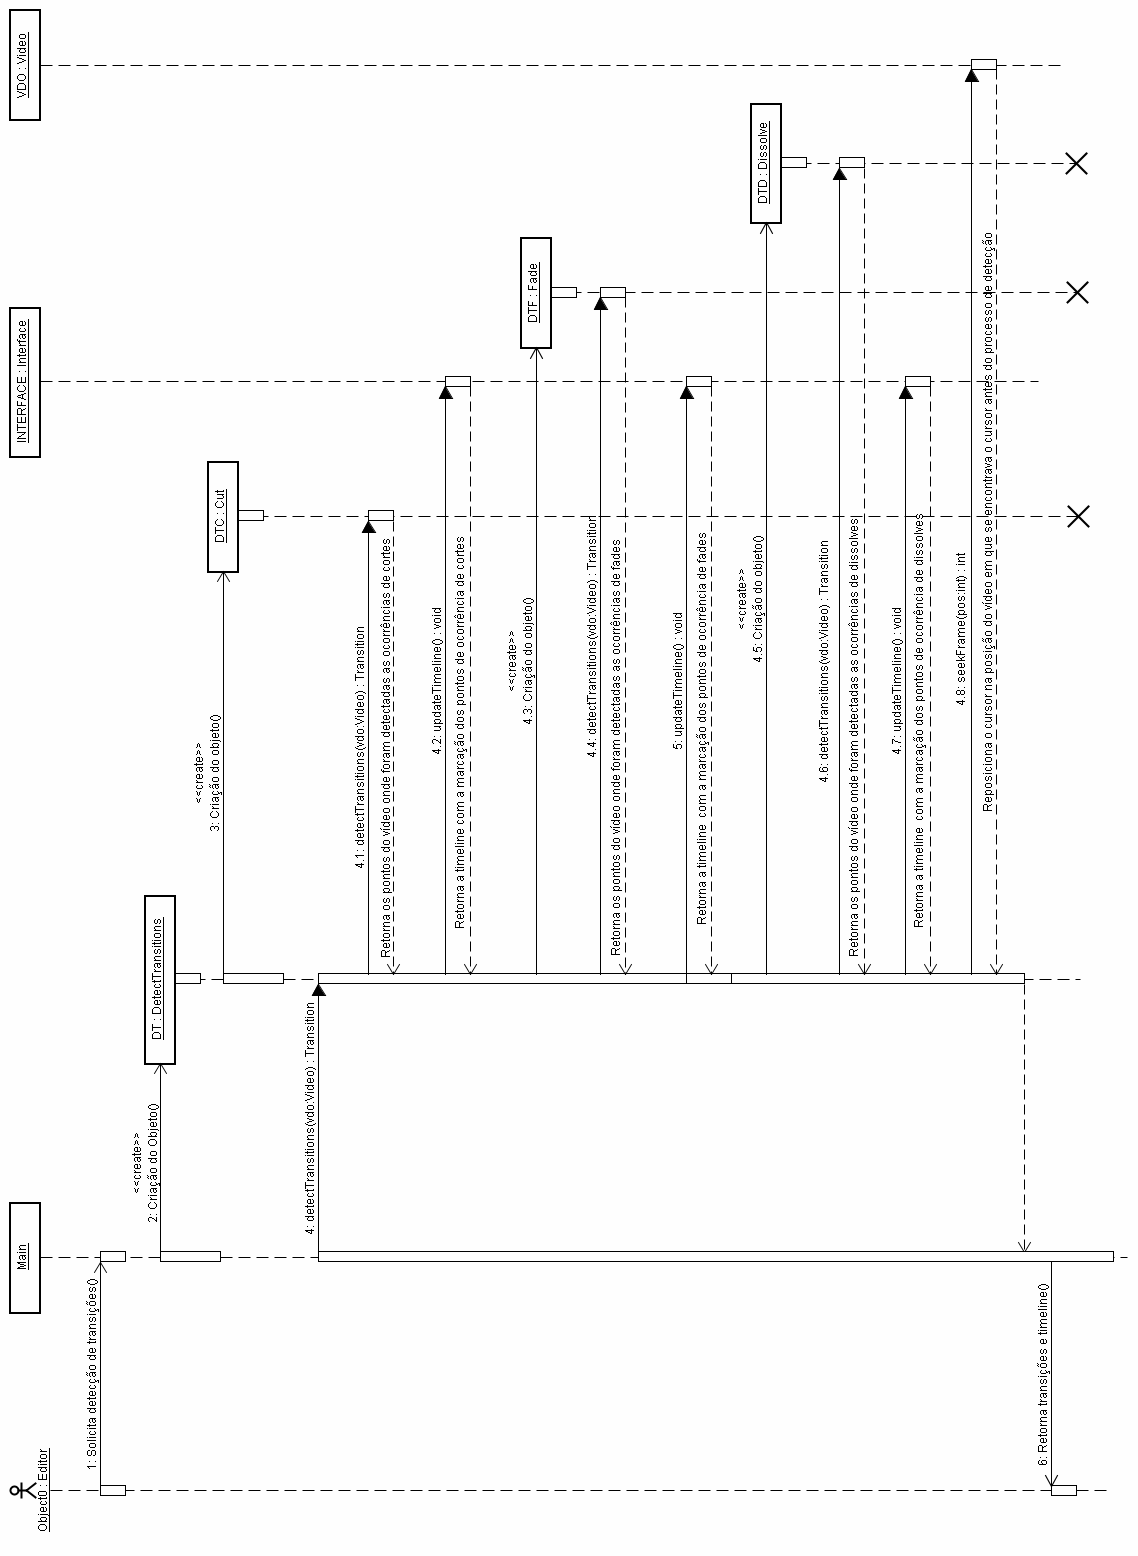 Object0 : Editor
Main
DT : DetectTransitions
DTC : Cut
INTERFACE : Interface
DTF : Fade
DTD : Dissolve
VDO : Video
1: Solicita detecção de transições()
<<create>>
2: Criação do Objeto()
<<create>>
3: Criação do objeto()
4: detectTransitions(vdo:Video) : Transition
4.1: detectTransitions(vdo:Video) : Transition
Retorna os pontos do vídeo onde foram detectadas as ocorrências de cortes
4.2: updateTimeline() : void
Retorna a timeline com a marcação dos pontos de ocorrência de cortes
<<create>>
4.3: Criação do objeto()
4.4: detectTransitions(vdo:Video) : Transition
Retorna os pontos do vídeo onde foram detectadas as ocorrências de fades
5: updateTimeline() : void
Retorna a timeline com a marcação dos pontos de ocorrência de fades
<<create>>
4.5: Criação do objeto()
4.6: detectTransitions(vdo:Video) : Transition
Retorna os pontos do vídeo onde foram detectadas as ocorrências de dissolves
4.7: updateTimeline() : void
Retorna a timeline com a marcação dos pontos de ocorrência de dissolves
4.8: seekFrame(pos:int) : int
Reposiciona o cursor na posição do vídeo em que se encontrava o cursor antes do processo de detecção
6: Retorna transições e timeline()